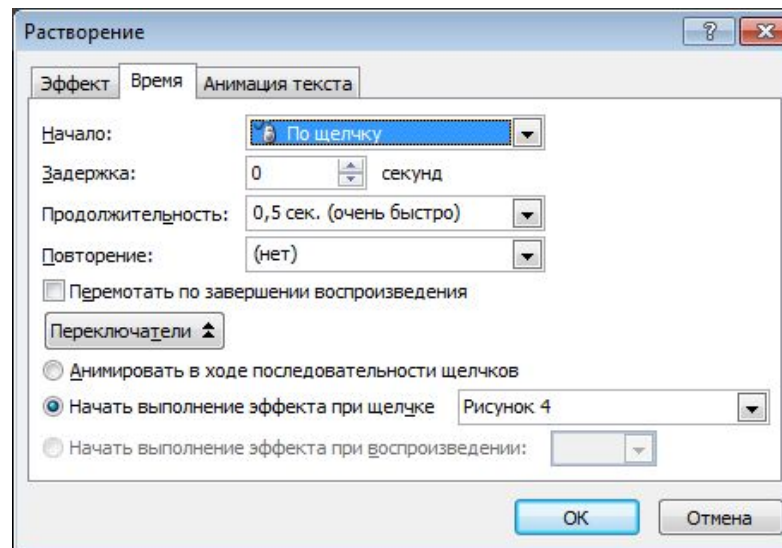 Растворение
Эффект Время Анимация текста
Начало: По щелчку
Задержка: 0 секунд
Продолжительность: 0,5 сек. (очень быстро)
Повторение: (нет)
Перемотать по завершении воспроизведения
Переключатели
Анимировать в ходе последовательности щелчков
Начать выполнение эффекта при щелчке Рисунок 4
Начать выполнение эффекта при воспроизведении:
ОК Отмена